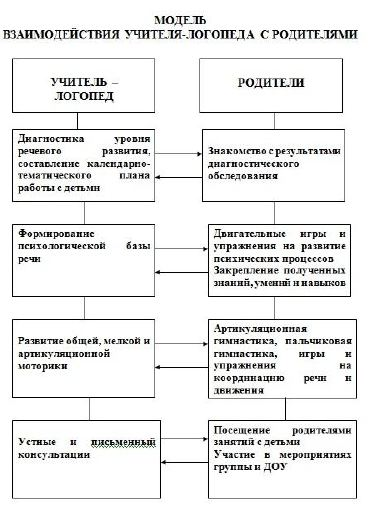 МОДЕЛЬ
ВЗАИМОДЕЙСТВИЯ УЧИТЕЛЯ-ЛОГОПЕДА С РОДИТЕЛЯМИ
УЧИТЕЛЬ –
ЛОГОПЕД
РОДИТЕЛИ
Диагностика уровня
речевого развития,
составление календарно-
тематического плана
работы с детьми
Знакомство с результатами
диагностического
обследования
Формирование
психологической базы
речи
Двигательные игры и
упражнения на развитие
психических процессов
Закрепление полученных
знаний, умений и навыков
Развитие общей, мелкой и
артикуляционной
моторики
Артикуляционная
гимнастика, пальчиковая
гимнастика, игры и
упражнения на
координацию речи и
движения
Устные и письменный
консультации
Посещение родителями
занятий с детьми
Участие в мероприятиях
группы и ДОУ